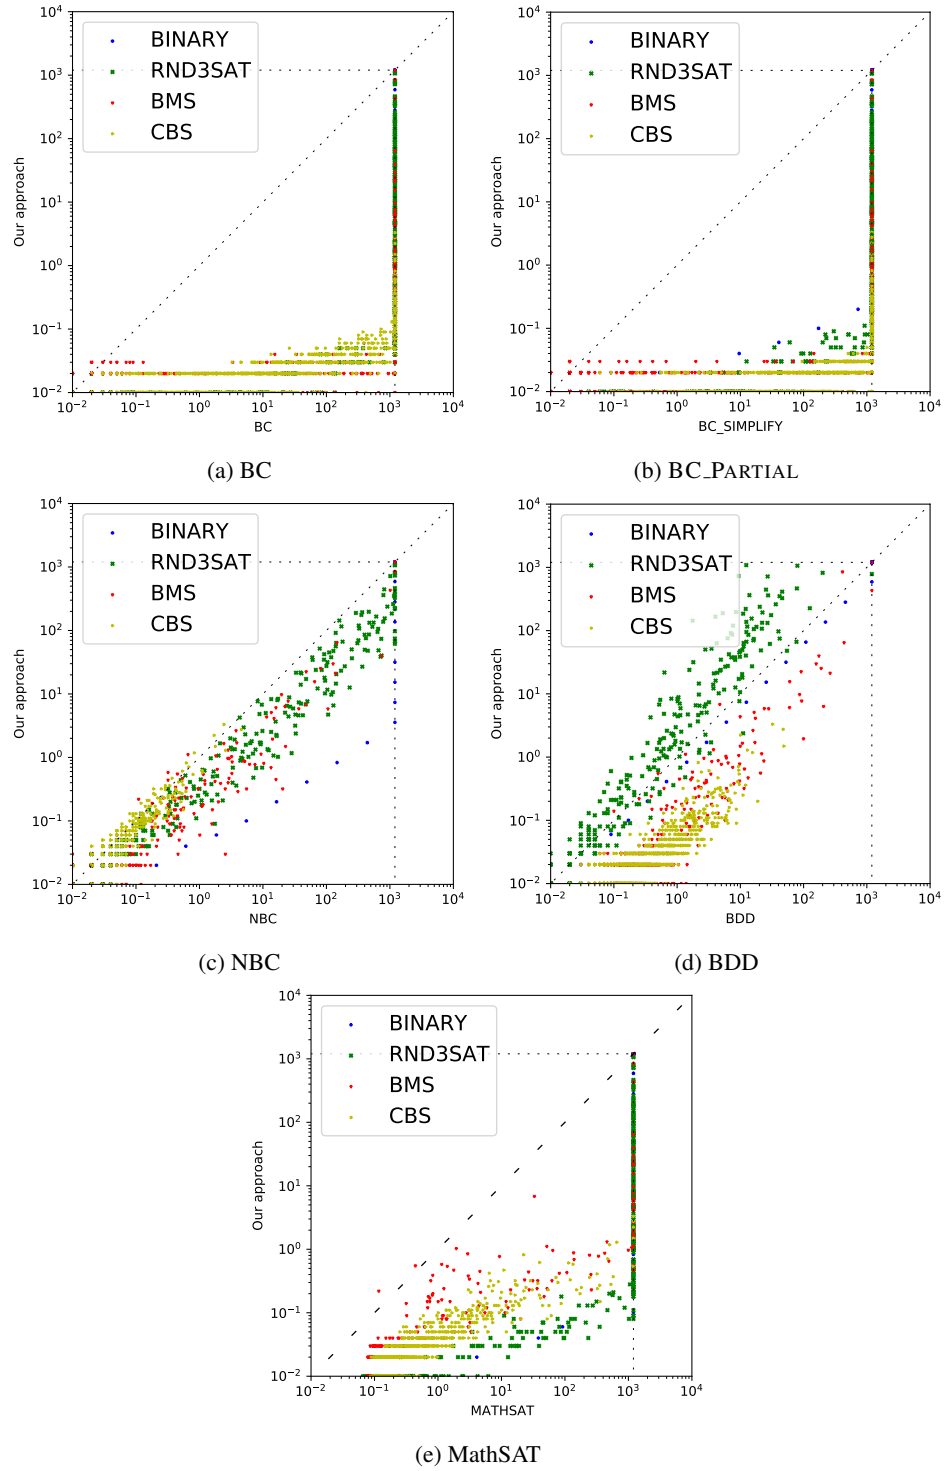 10^4
10^3
10^2
10^1
10^0
10^-1
10^-2
Our approach
BINARY
RND3SAT
BMS
CBS
10^-2 10^-1 10^0 10^1 10^2 10^3 10^4
BC
(a) BC
10^4
10^3
10^2
10^1
10^0
10^-1
10^-2
Our approach
BINARY
RND3SAT
BMS
CBS
10^-2 10^-1 10^0 10^1 10^2 10^3 10^4
BC_SIMPLIFY
(b) BC_PARTIAL
10^4
10^3
10^2
10^1
10^0
10^-1
10^-2
Our approach
BINARY
RND3SAT
BMS
CBS
10^-2 10^-1 10^0 10^1 10^2 10^3 10^4
NBC
(c) NBC
10^4
10^3
10^2
10^1
10^0
10^-1
10^-2
Our approach
BINARY
RND3SAT
BMS
CBS
10^-2 10^-1 10^0 10^1 10^2 10^3 10^4
BDD
(d) BDD
10^4
10^3
10^2
10^1
10^0
10^-1
10^-2
Our approach
BINARY
RND3SAT
BMS
CBS
10^-2 10^-1 10^0 10^1 10^2 10^3 10^4
MATHSAT
(e) MathSAT